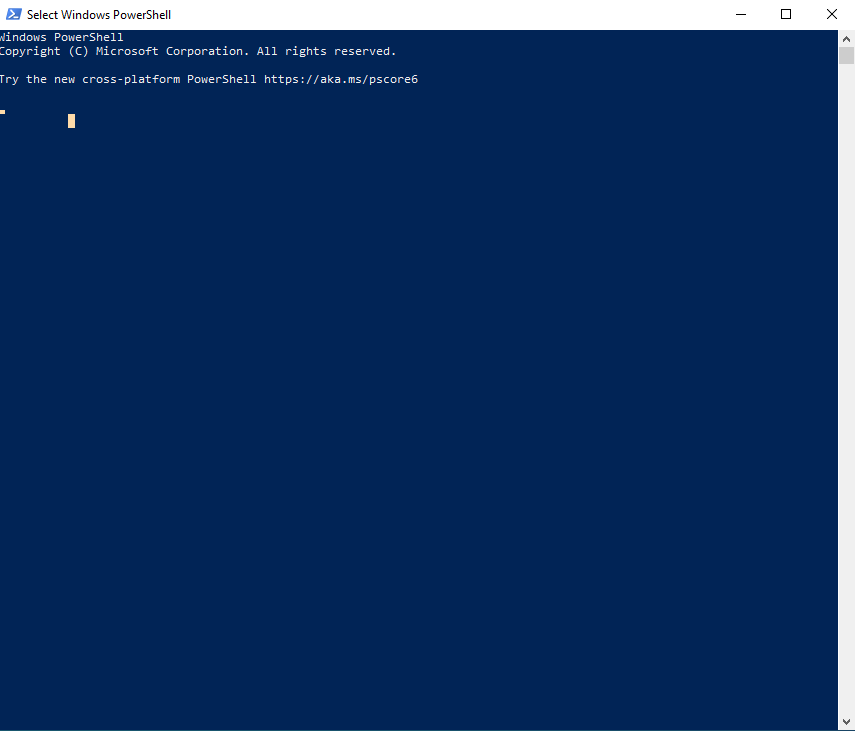 Select Windows PowerShell
Windows PowerShell
Copyright (C) Microsoft Corporation. All rights reserved.
Try the new cross-platform PowerShell https://aka.ms/pscore6